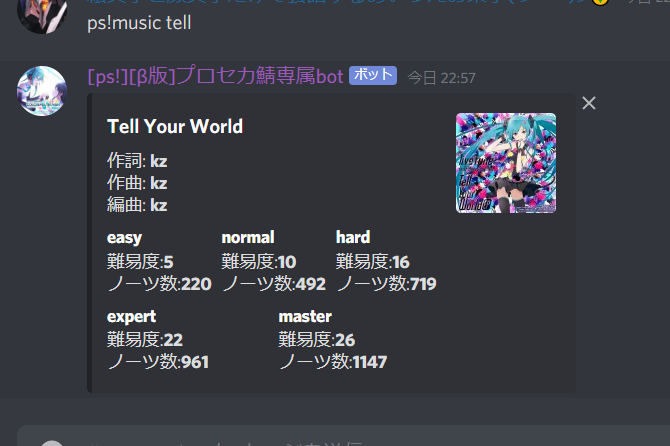 ps!music tell
[ps!][β版]プロセカ鯖専属bot ボット 今日 22:57
Tell Your World
作詞: kz
作曲: kz
編曲: kz
easy normal hard
難易度:5 難易度:10 難易度:16
ノーツ数:220 ノーツ数:492 ノーツ数:719
expert master
難易度:22 難易度:26
ノーツ数:961 ノーツ数:1147